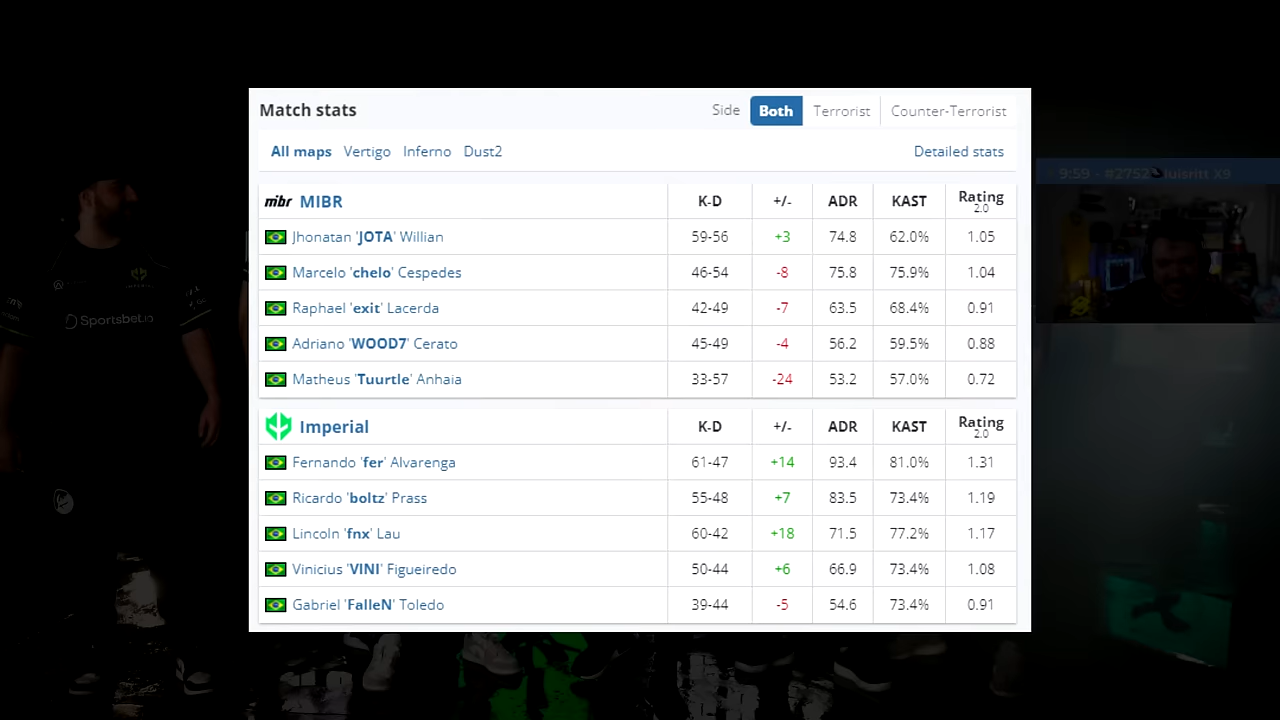 Match stats Side Both Terrorist Counter-Terrorist
All maps Vertigo Inferno Dust2 Detailed stats
mibr MIBR K-D +/- ADR KAST Rating 2.0
Jhonatan 'JOTA' Willian 59-56 +3 74.8 62.0% 1.05
Marcelo 'chelo' Cespedes 46-54 -8 75.8 75.9% 1.04
Raphael 'exit' Lacerda 42-49 -7 63.5 68.4% 0.91
Adriano 'WOOD7' Cerato 45-49 -4 56.2 59.5% 0.88
Matheus 'Tuurtle' Anhaia 33-57 -24 53.2 57.0% 0.72
Imperial K-D +/- ADR KAST Rating 2.0
Fernando 'fer' Alvarenga 61-47 +14 93.4 81.0% 1.31
Ricardo 'boltz' Prass 55-48 +7 83.5 73.4% 1.19
Lincoln 'fnx' Lau 60-42 +18 71.5 77.2% 1.17
Vinicius 'VINI' Figueiredo 50-44 +6 66.9 73.4% 1.08
Gabriel 'FalleN' Toledo 39-44 -5 54.6 73.4% 0.91
9:59 - #2752 luisritt X9
Sportsbet.io